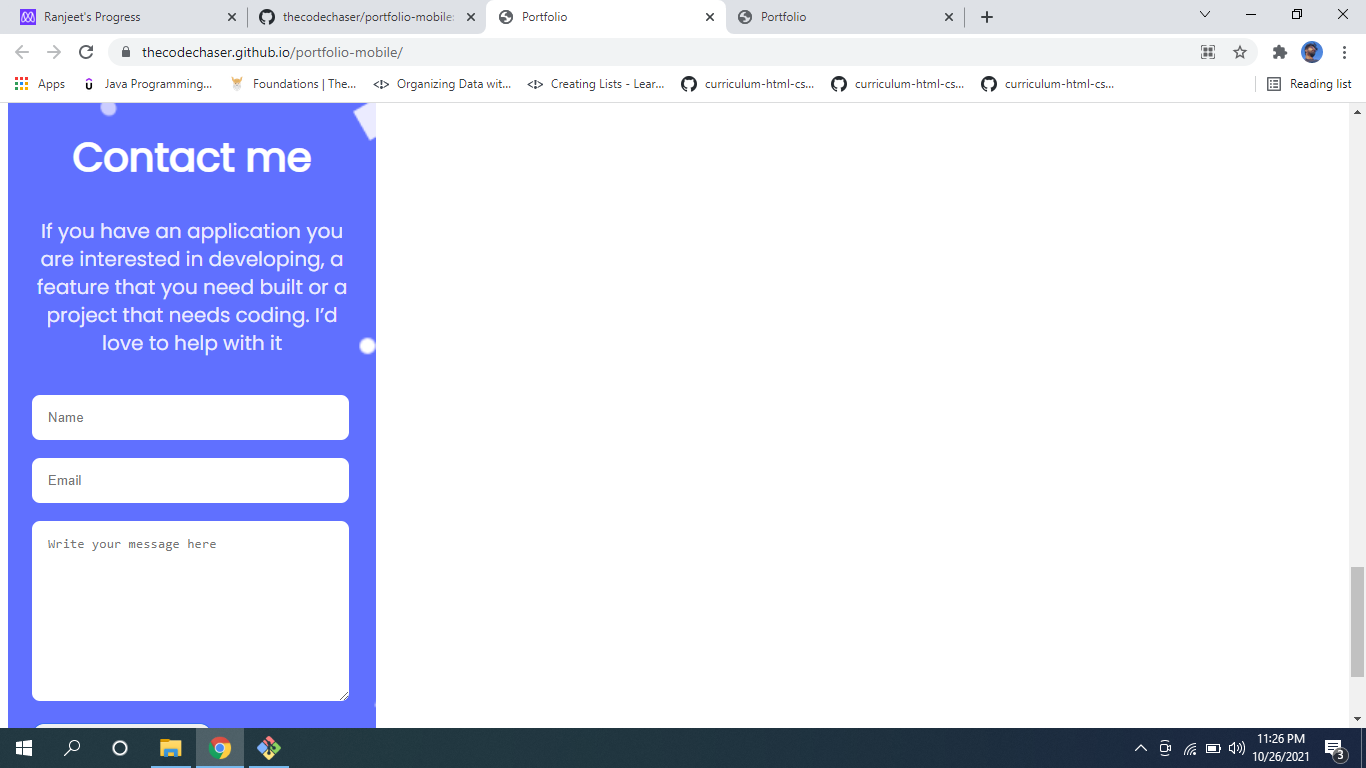 Ranjeet's Progress
thecodechaser/portfolio-mobile:
Portfolio
Portfolio
thecodechaser.github.io/portfolio-mobile/
Apps
Java Programming...
Foundations | The...
Organizing Data wit...
Creating Lists - Lear...
curriculum-html-cs...
curriculum-html-cs...
curriculum-html-cs...
Reading list
Contact me
If you have an application you
are interested in developing, a
feature that you need built or a
project that needs coding. I’d
love to help with it
Name
Email
Write your message here
11:26 PM
10/26/2021
3